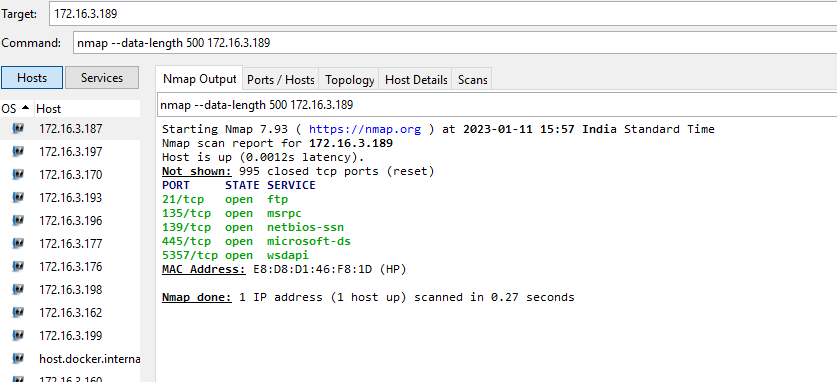 Target: 172.16.3.189
Command: nmap --data-length 500 172.16.3.189
Hosts Services
OS Host
172.16.3.187
172.16.3.197
172.16.3.170
172.16.3.193
172.16.3.196
172.16.3.177
172.16.3.176
172.16.3.198
172.16.3.162
172.16.3.199
host.docker.interna
172.16.3.160
Nmap Output Ports / Hosts Topology Host Details Scans
nmap --data-length 500 172.16.3.189
Starting Nmap 7.93 ( https://nmap.org ) at 2023-01-11 15:57 India Standard Time
Nmap scan report for 172.16.3.189
Host is up (0.0012s latency).
Not shown: 995 closed tcp ports (reset)
PORT STATE SERVICE
21/tcp open ftp
135/tcp open msrpc
139/tcp open netbios-ssn
445/tcp open microsoft-ds
5357/tcp open wsdapi
MAC Address: E8:D8:D1:46:F8:1D (HP)
Nmap done: 1 IP address (1 host up) scanned in 0.27 seconds